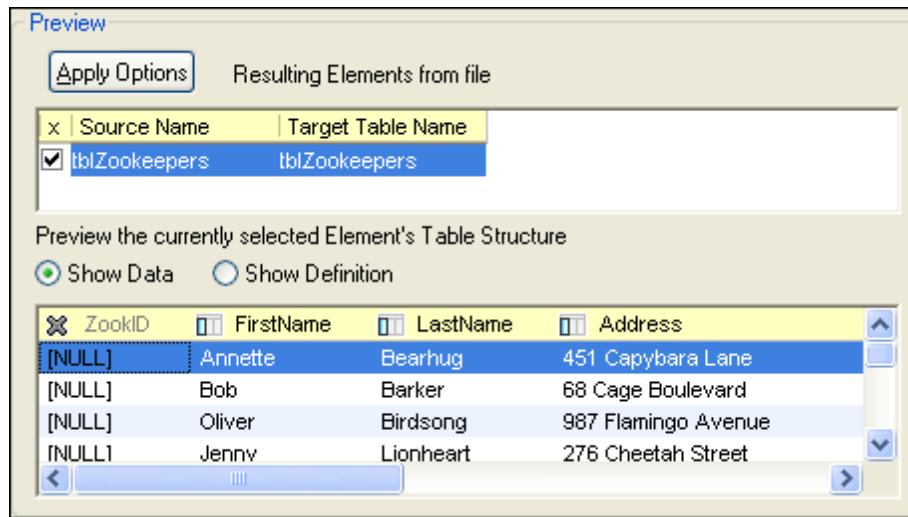 Preview
Apply Options Resulting Elements from file
x Source Name Target Table Name
tblZookeepers tblZookeepers
Preview the currently selected Element's Table Structure
Show Data Show Definition
ZookID FirstName LastName Address
[NULL] Annette Bearhug 451 Capybara Lane
[NULL] Bob Barker 68 Cage Boulevard
[NULL] Oliver Birdsong 987 Flamingo Avenue
[NULL] Jenny Lionheart 276 Cheetah Street